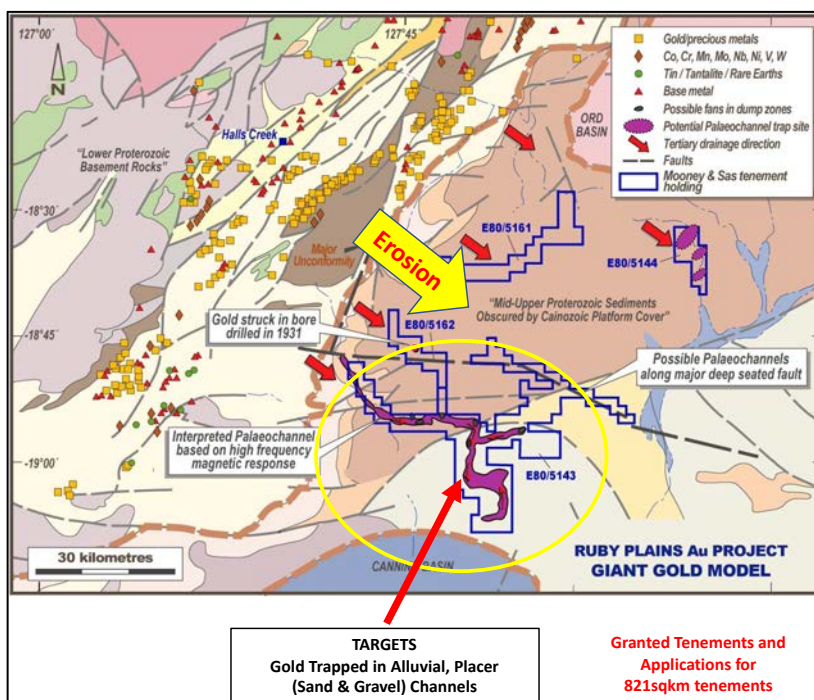 127°00'
127°45'
Gold/precious metals
Co, Cr, Mn, Mo, Nb, Ni, V, W
Tin / Tantalite / Rare Earths
Base metal
Possible fans in dump zones
Potential Palaeochannel trap site
Tertiary drainage direction
Faults
Mooney & Sas tenement
holding
N
Halls Creek
ORD
BASIN
"Lower Proterozoic
Basement Rocks"
-18°30'
Major
Unconformity
Erosion
E80/5161
E80/5144
"Mid-Upper Proterozoic Sediments
Obscured by Cainozoic Platform Cover"
-18°45'
Gold struck in bore
drilled in 1931
E80/5162
Possible Palaeochannels
along major deep seated fault
Interpreted Palaeochannel
based on high frequency
magnetic response
-19°00'
E80/5143
30 kilometres
CANNING BASIN
RUBY PLAINS Au PROJECT
GIANT GOLD MODEL
TARGETS
Gold Trapped in Alluvial, Placer
(Sand & Gravel) Channels
Granted Tenements and
Applications for
821sqkm tenements